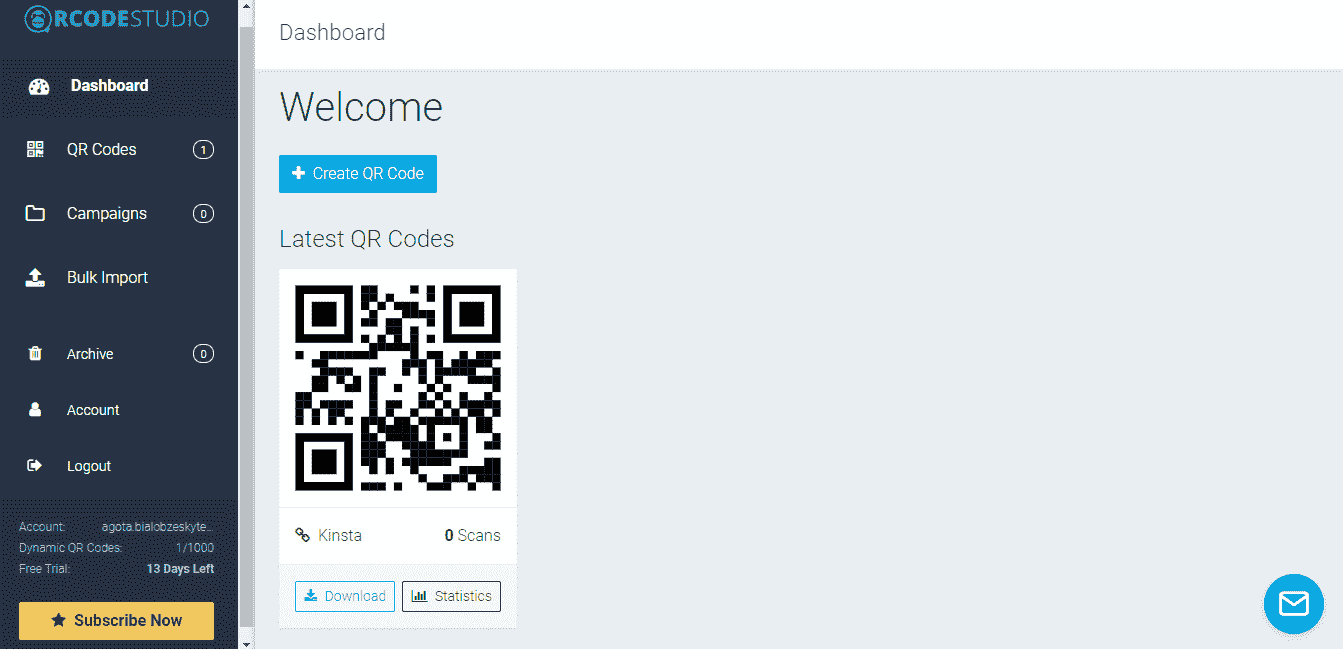 QRCODESTUDIO
Dashboard
QR Codes 1
Campaigns 0
Bulk Import
Archive 0
Account
Logout
Account: agota.bialobzeskyte...
Dynamic QR Codes: 1/1000
Free Trial: 13 Days Left
Subscribe Now
Dashboard
Welcome
Create QR Code
Latest QR Codes
Kinsta 0 Scans
Download Statistics